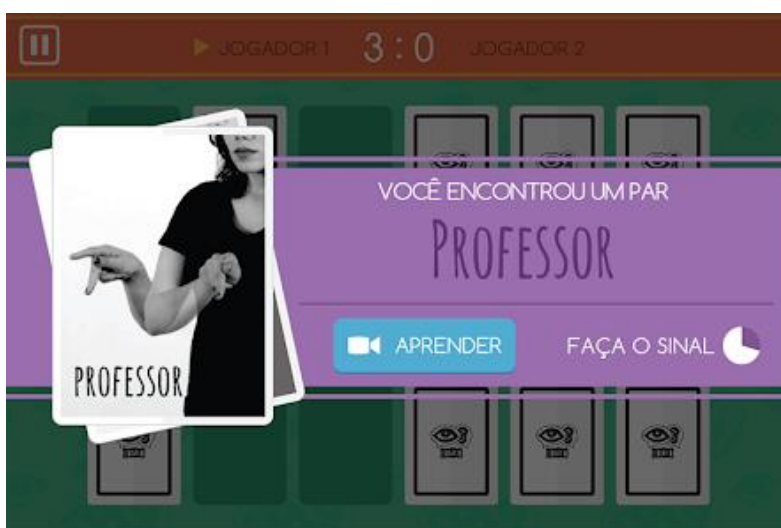 JOGADOR 1 3 : 0 JOGADOR 2
VOCÊ ENCONTROU UM PAR
PROFESSOR
APRENDER FAÇA O SINAL
PROFESSOR